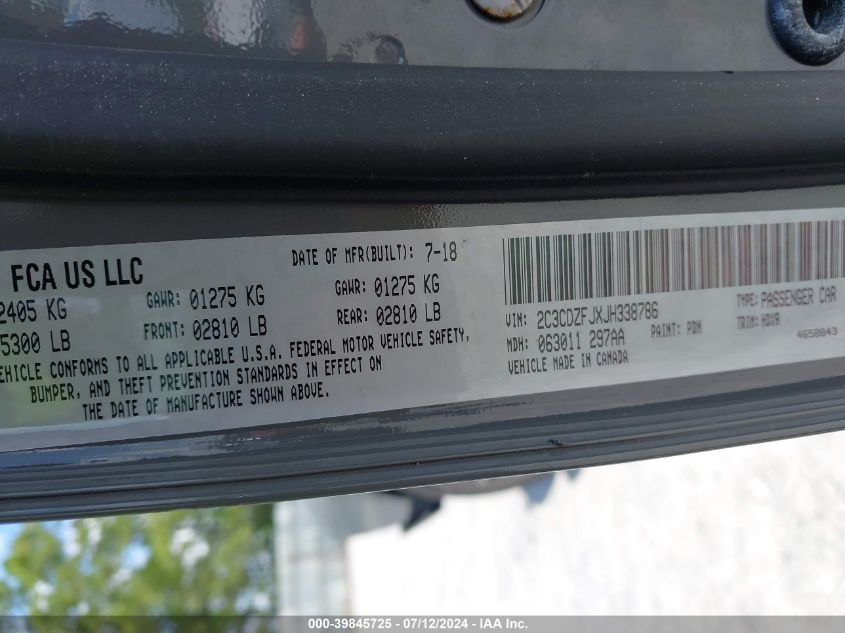 FCA US LLC
DATE OF MFR(BUILT): 7-18
2405 KG GAWR: 01275 KG GAWR: 01275 KG
5300 LB FRONT: 02810 LB REAR: 02810 LB
VEHICLE CONFORMS TO ALL APPLICABLE U.S.A. FEDERAL MOTOR VEHICLE SAFETY,
BUMPER, AND THEFT PREVENTION STANDARDS IN EFFECT ON
THE DATE OF MANUFACTURE SHOWN ABOVE.
VIN: 2C3CDZFJXJH338786 TYPE: PASSENGER CAR
MDH: 063011 297AA PAINT: PDN TRIM: HDX9
VEHICLE MADE IN CANADA 4658843
000-39845725 - 07/12/2024 - IAA Inc.